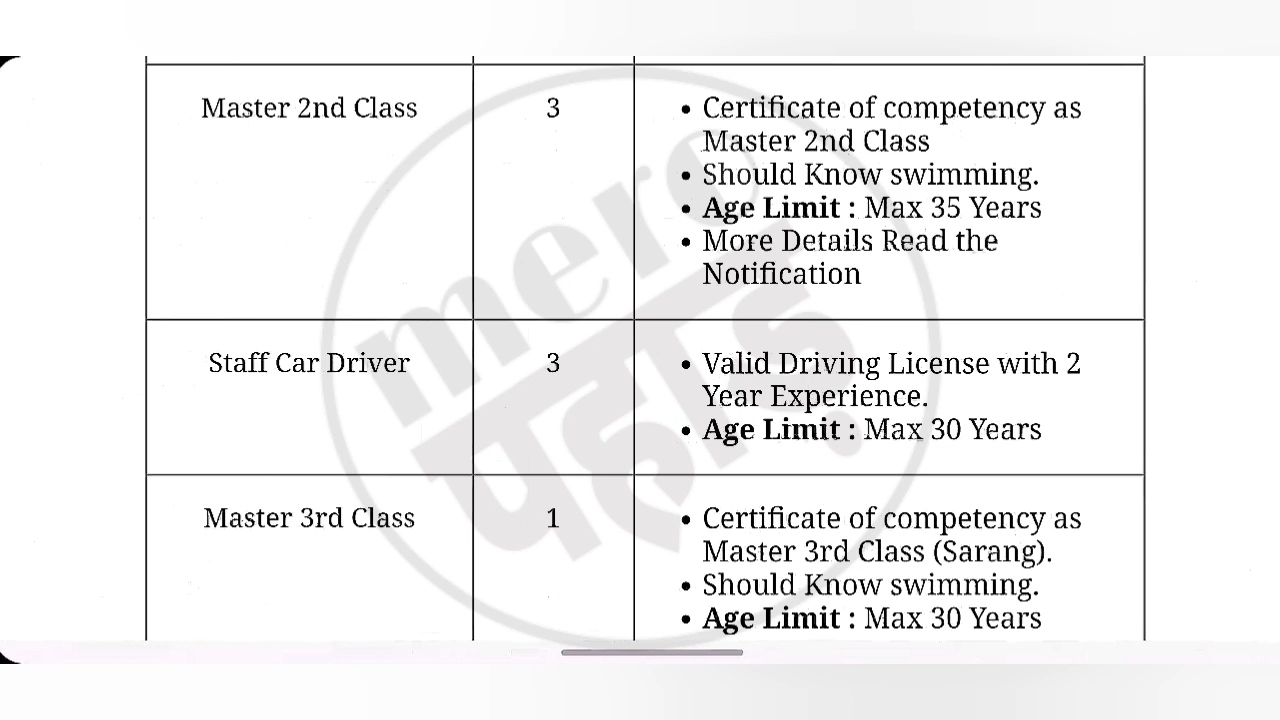 Master 2nd Class
3
• Certificate of competency as
Master 2nd Class
• Should Know swimming.
• Age Limit : Max 35 Years
• More Details Read the
Notification
Staff Car Driver
3
• Valid Driving License with 2
Year Experience.
• Age Limit : Max 30 Years
Master 3rd Class
1
• Certificate of competency as
Master 3rd Class (Sarang).
• Should Know swimming.
• Age Limit : Max 30 Years
mere